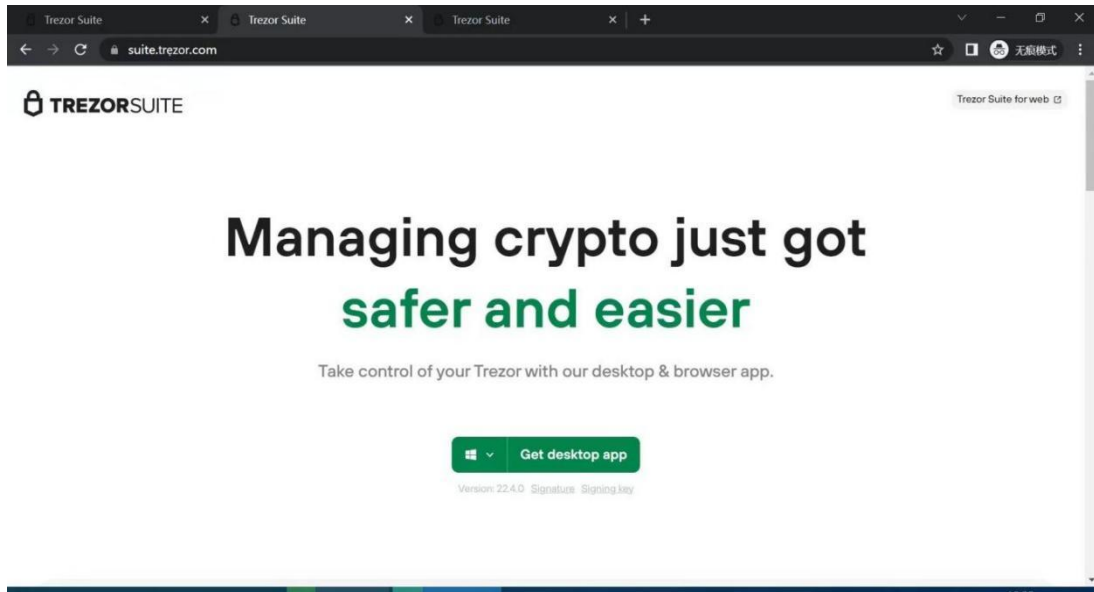 Trezor Suite
Trezor Suite
Trezor Suite
suite.trẹzor.com
无痕模式
TREZORSUITE
Trezor Suite for web
Managing crypto just got
safer and easier
Take control of your Trezor with our desktop & browser app.
Get desktop app
Version: 22.4.0 Signature Signing key